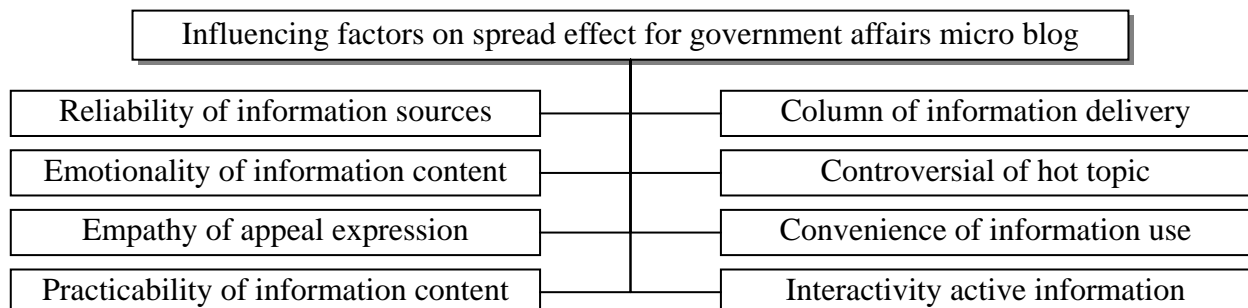 Influencing factors on spread effect for government affairs micro blog
Reliability of information sources
Column of information delivery
Emotionality of information content
Controversial of hot topic
Empathy of appeal expression
Convenience of information use
Practicability of information content
Interactivity active information